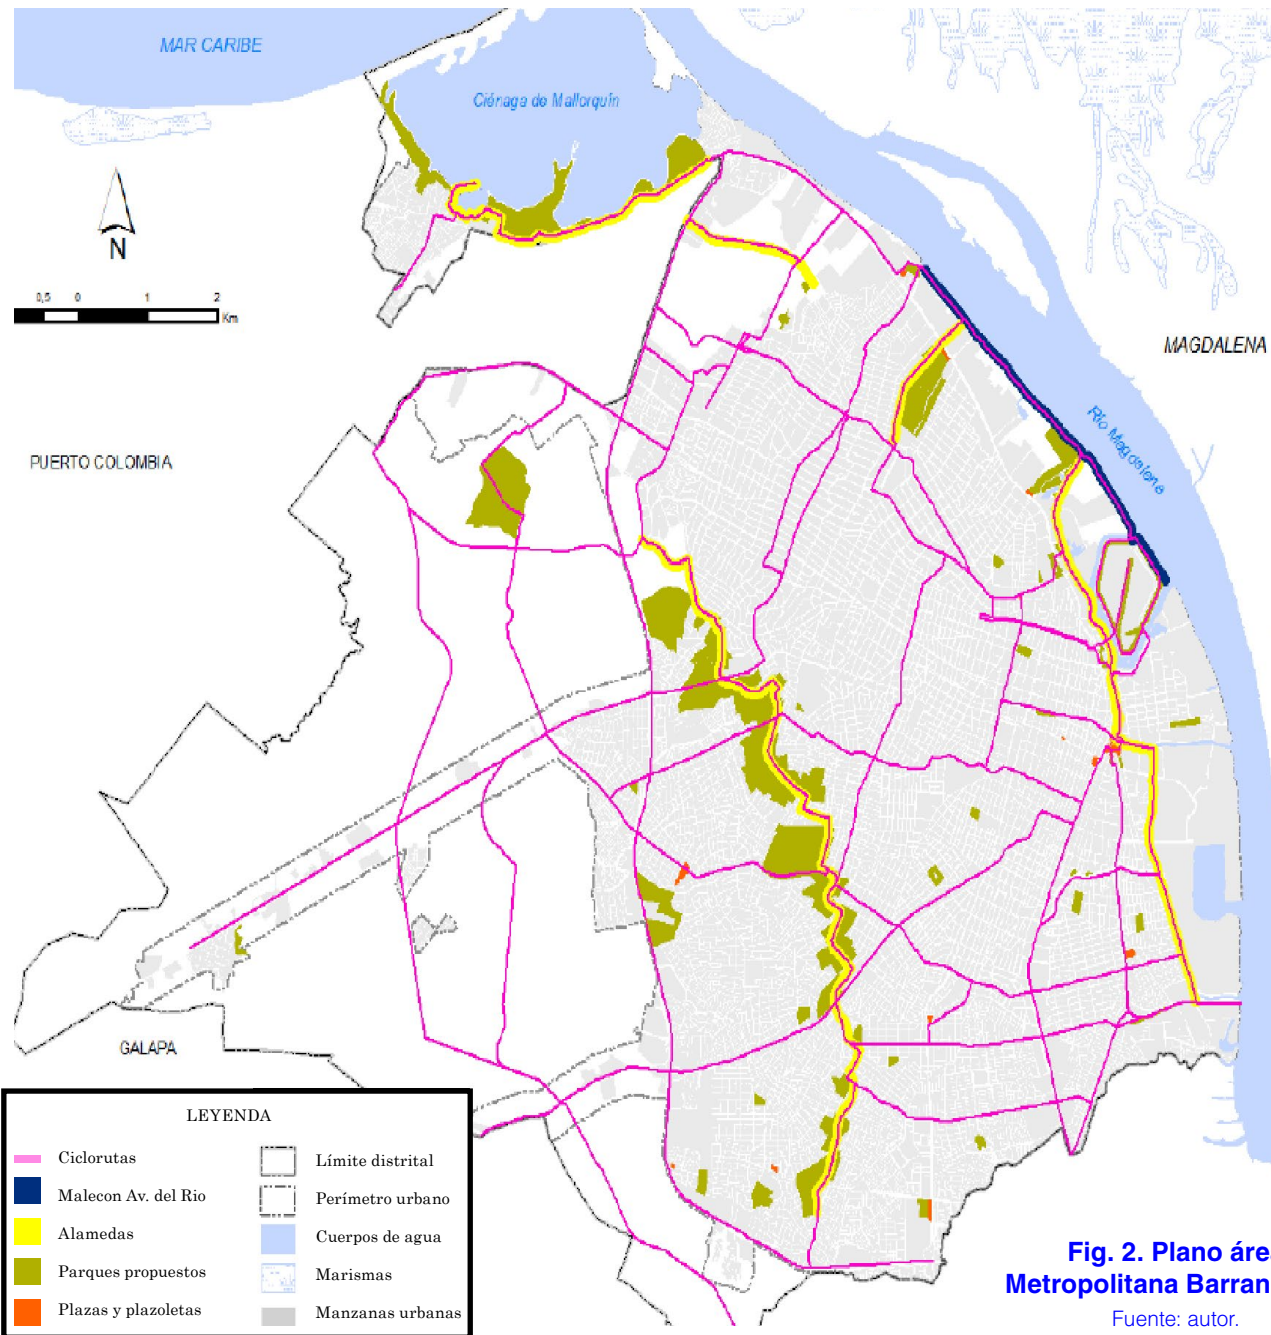 MAR CARIBE
Ciénaga de Mallorquín
N
0,5 0 1 2
Km
MAGDALENA
Río Magdalena
PUERTO COLOMBIA
GALAPA
LEYENDA
Ciclorutas
Malecon Av. del Rio
Alamedas
Parques propuestos
Plazas y plazoletas
Límite distrital
Perímetro urbano
Cuerpos de agua
Marismas
Manzanas urbanas
Fig. 2. Plano áre
Metropolitana Barran
Fuente: autor.